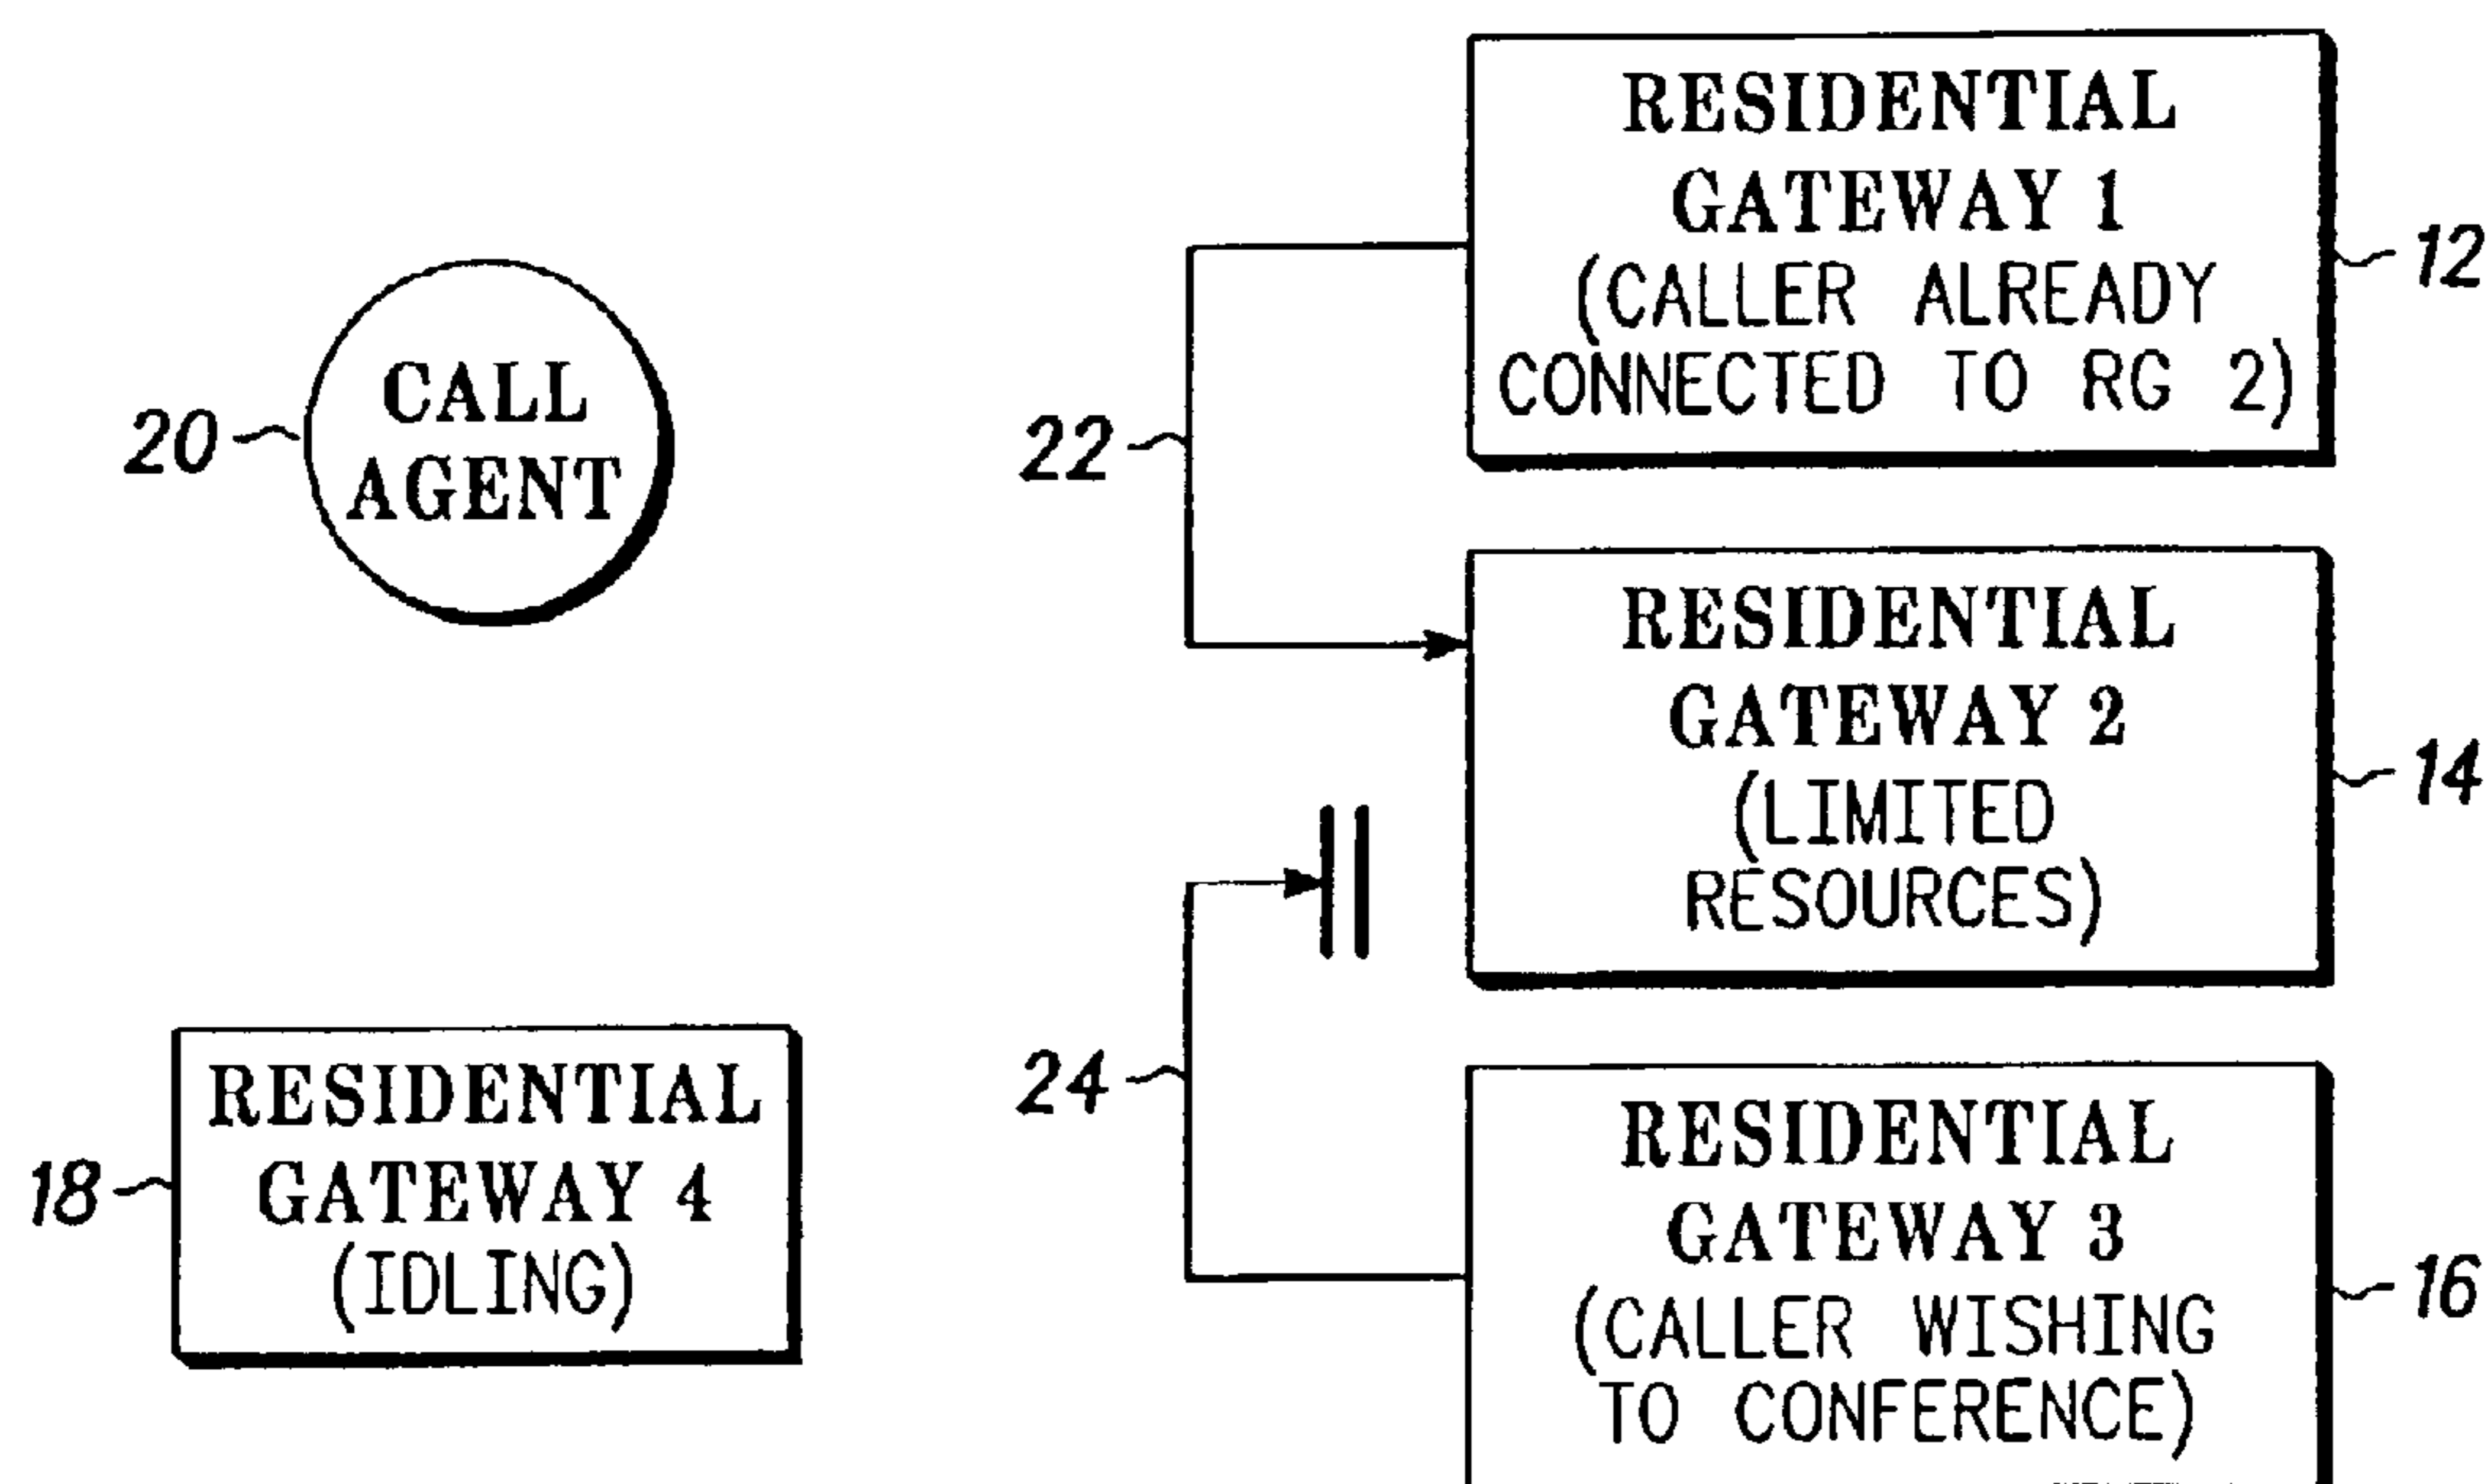 RESIDENTIAL
GATEWAY 1
(CALLER ALREADY
CONNECTED TO RG 2)
12
CALL
AGENT
20
22
RESIDENTIAL
GATEWAY 2
(LIMITED
RESOURCES)
14
24
RESIDENTIAL
GATEWAY 4
(IDLING)
18
RESIDENTIAL
GATEWAY 3
(CALLER WISHING
TO CONFERENCE)
16